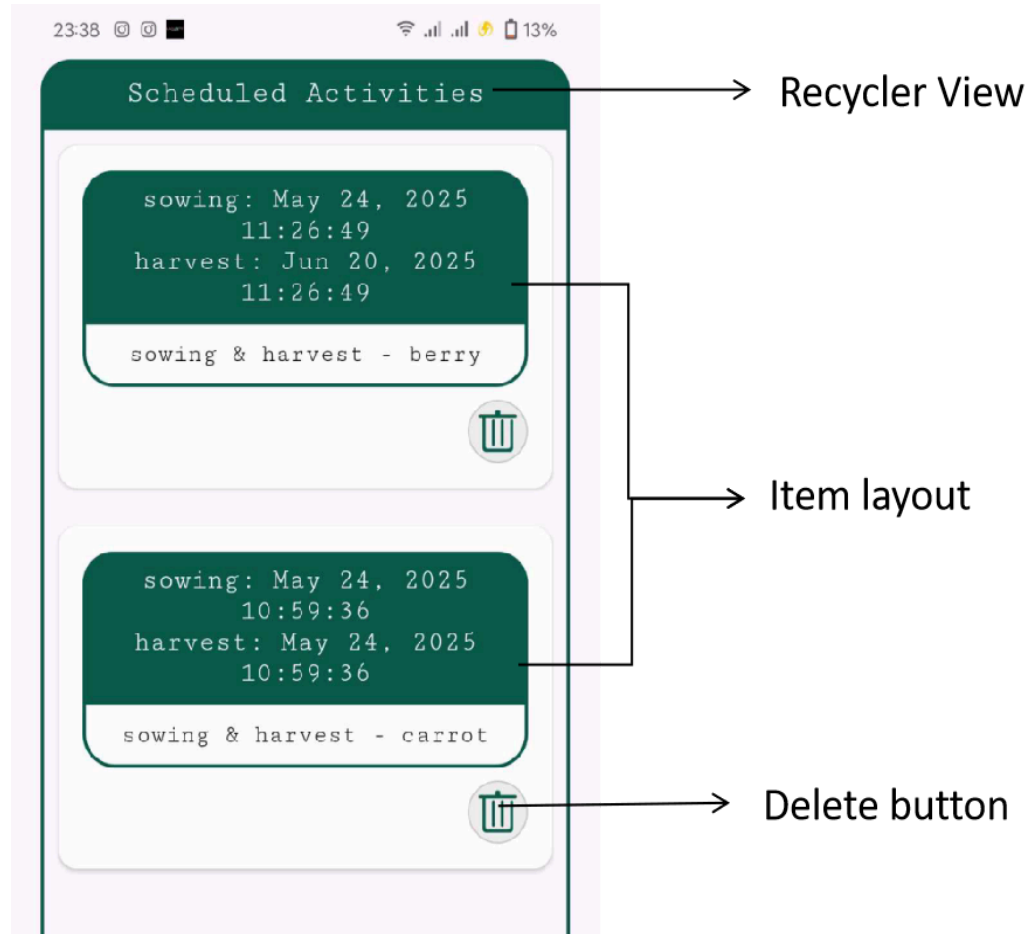 23:38 13%
Scheduled Activities
Recycler View
sowing: May 24, 2025
11:26:49
harvest: Jun 20, 2025
11:26:49
sowing & harvest - berry
Item layout
sowing: May 24, 2025
10:59:36
harvest: May 24, 2025
10:59:36
sowing & harvest - carrot
Delete button